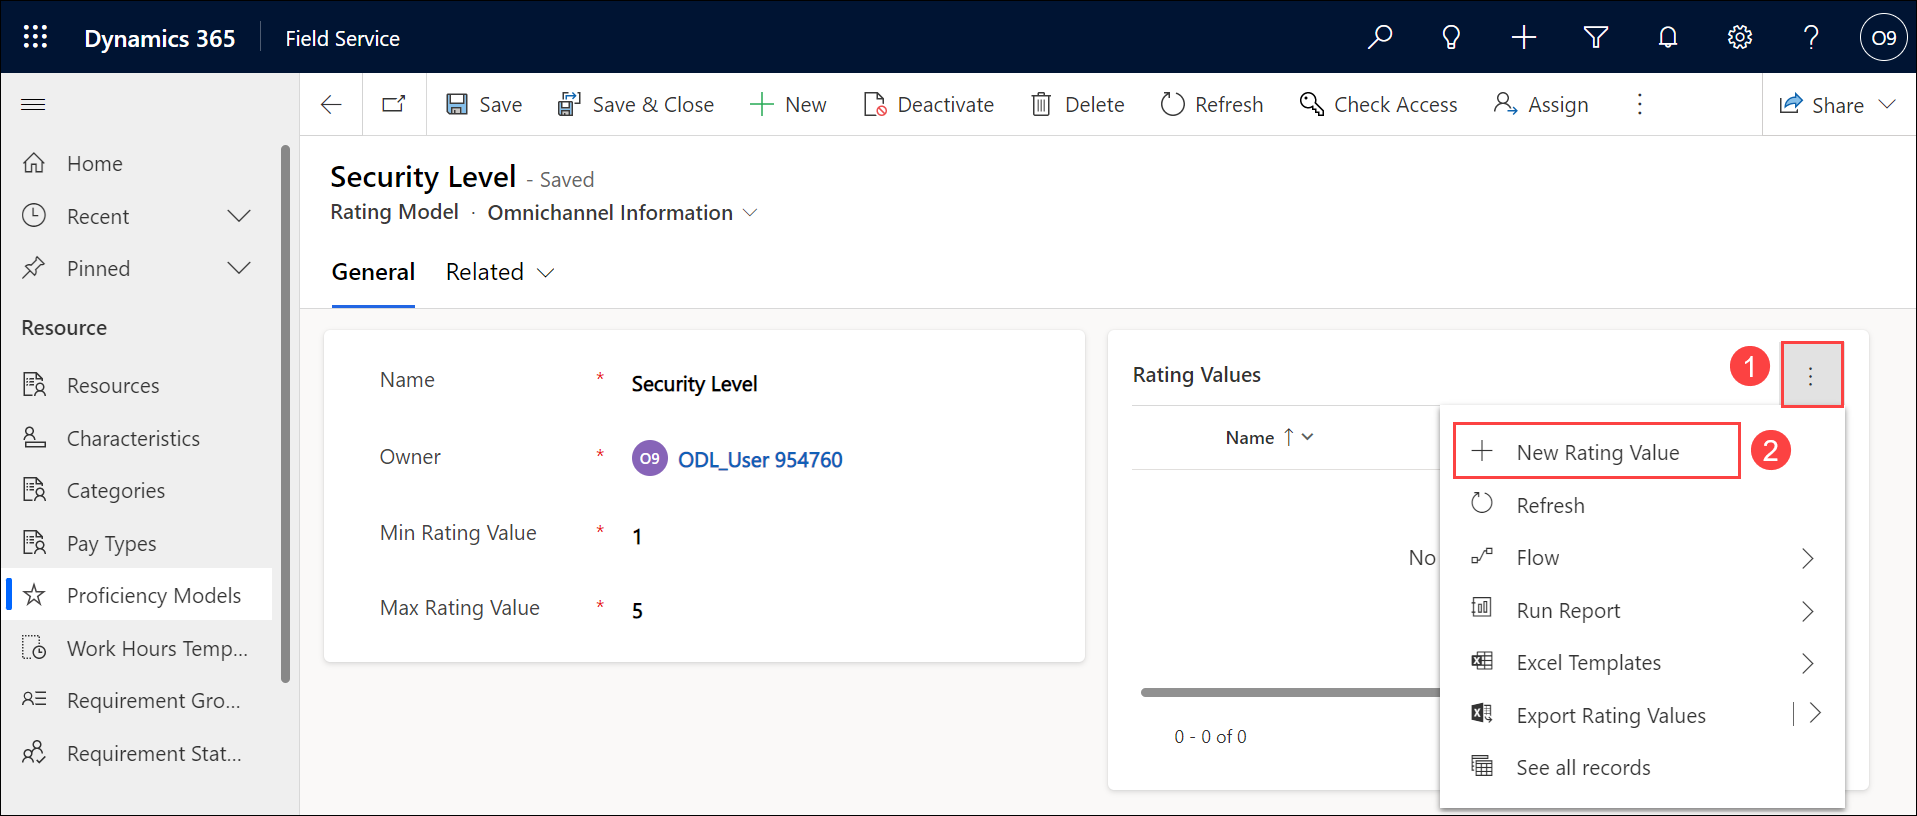 Dynamics 365 Field Service O9
Save Save & Close New Deactivate Delete Refresh Check Access Assign Share
Home
Recent
Pinned
Resource
Resources
Characteristics
Categories
Pay Types
Proficiency Models
Work Hours Temp...
Requirement Gro...
Requirement Stat...
Security Level - Saved
Rating Model · Omnichannel Information
General Related
Name * Security Level
Owner * O9 ODL_User 954760
Min Rating Value * 1
Max Rating Value * 5
Rating Values 1
Name ↑
No
0 - 0 of 0
New Rating Value 2
Refresh
Flow
Run Report
Excel Templates
Export Rating Values
See all records